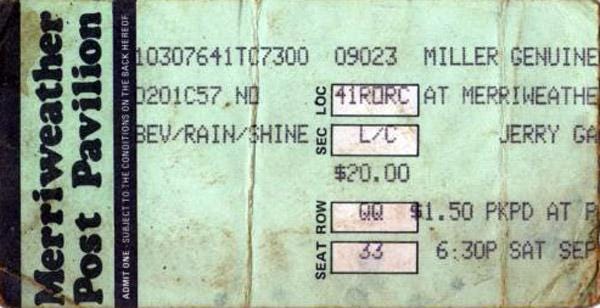 Merriweather
Post Pavilion
ADMIT ONE - SUBJECT TO THE CONDITIONS ON THE BACK HEREOF.
10307641TC7300 09023 MILLER GENUINE
0201C57 NO LOC 41RORC AT MERRIWEATHE
BEV/RAIN/SHINE SEC L/C JERRY GA
$20.00
ROW QQ $1.50 PKPD AT P
SEAT 33 6:30P SAT SEP